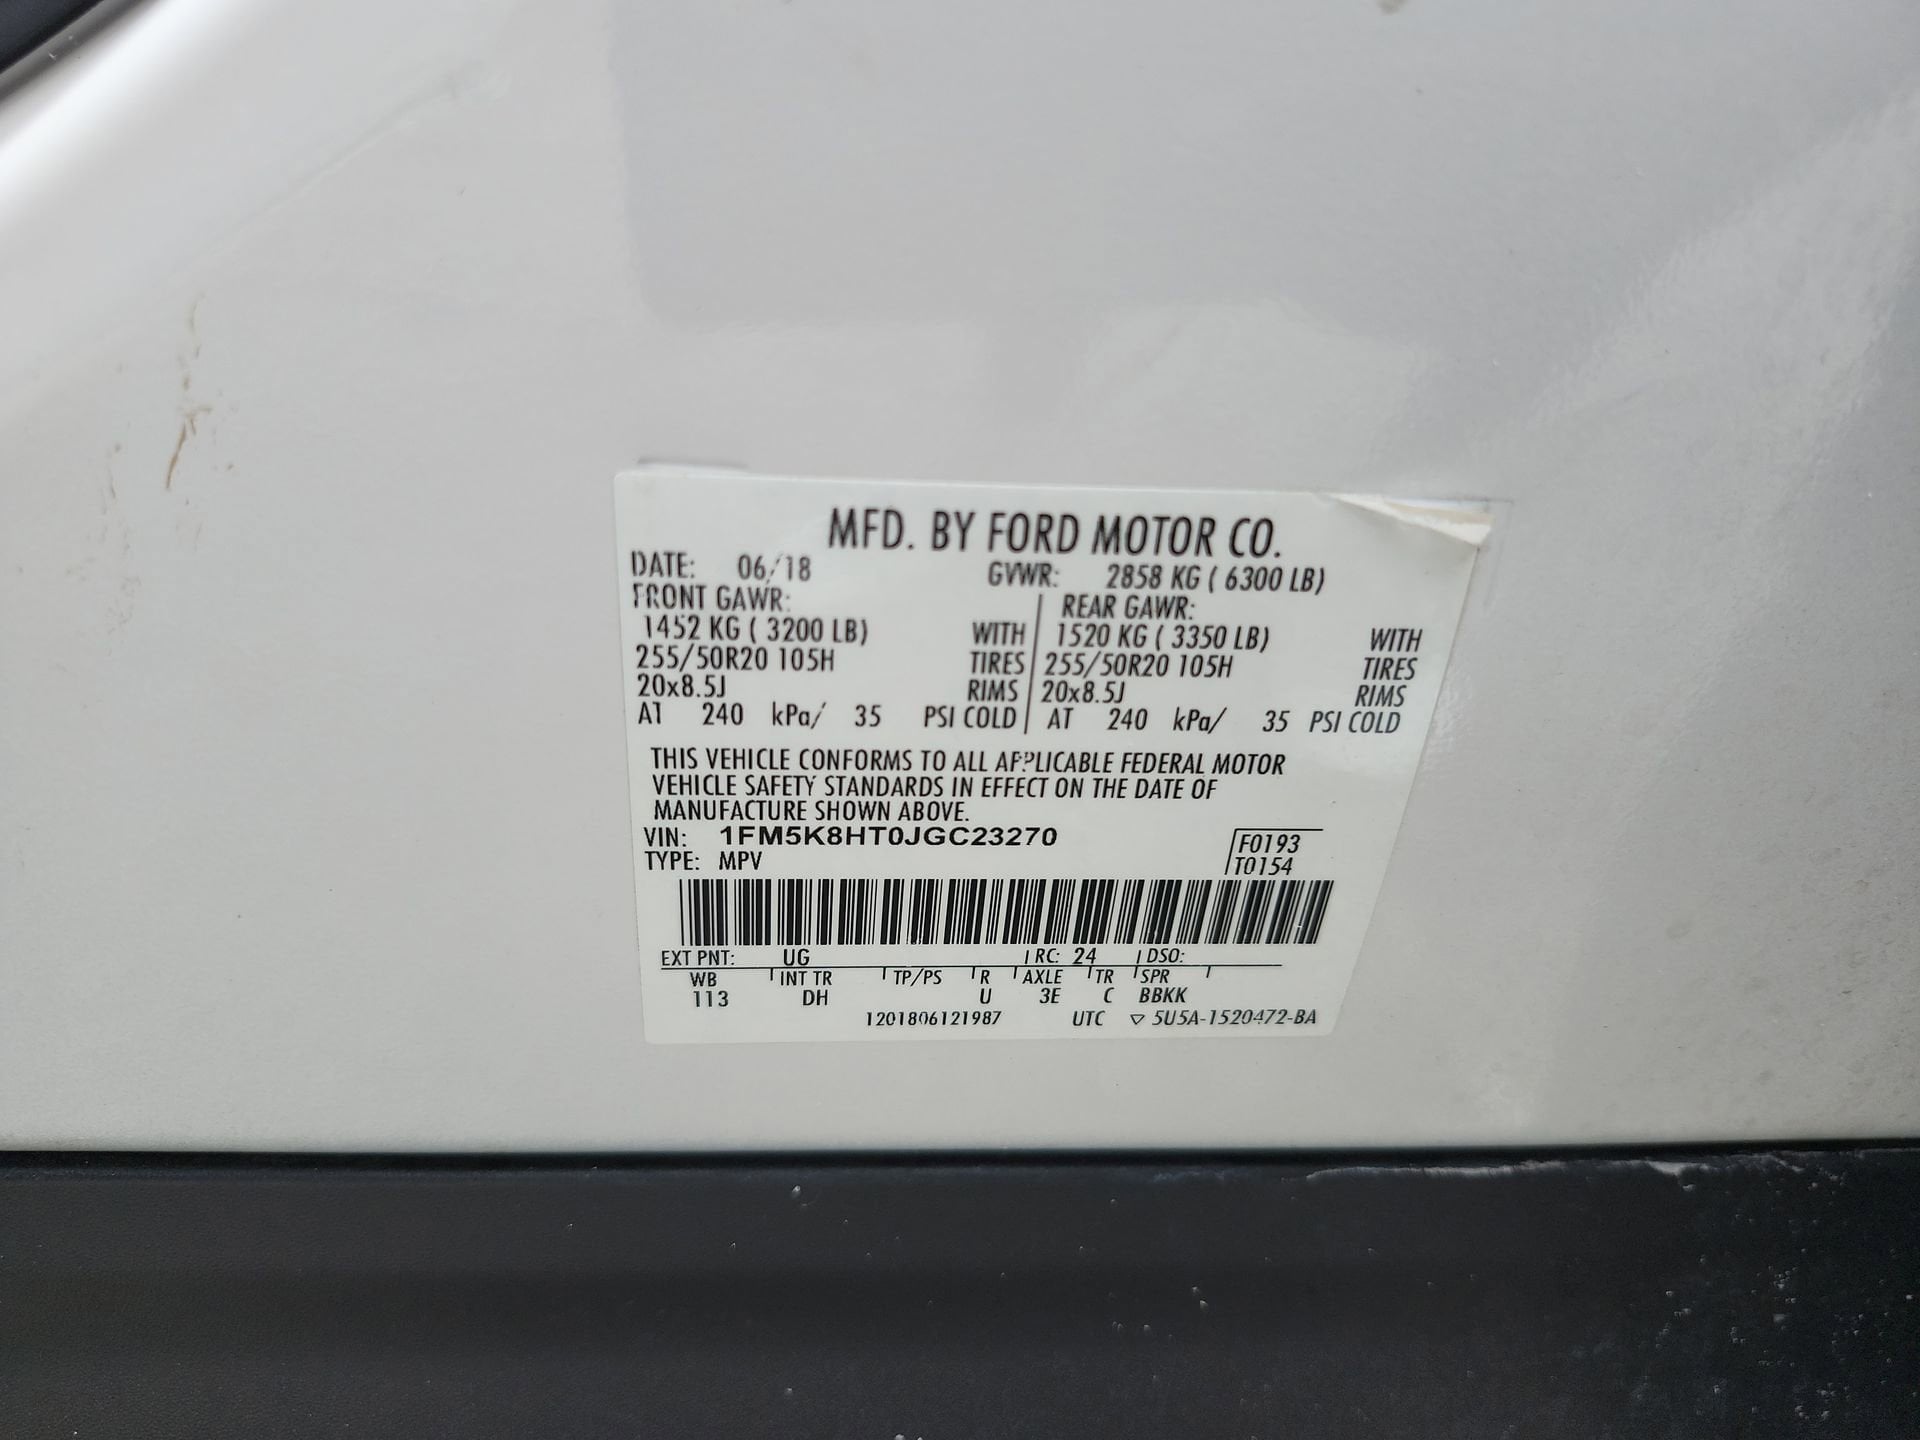 MFD. BY FORD MOTOR CO.
DATE: 06/18 GVWR: 2858 KG ( 6300 LB)
FRONT GAWR: REAR GAWR:
1452 KG ( 3200 LB) WITH 1520 KG ( 3350 LB) WITH
255/50R20 105H TIRES 255/50R20 105H TIRES
20x8.5J RIMS 20x8.5J RIMS
AT 240 kPa/ 35 PSI COLD AT 240 kPa/ 35 PSI COLD
THIS VEHICLE CONFORMS TO ALL APPLICABLE FEDERAL MOTOR
VEHICLE SAFETY STANDARDS IN EFFECT ON THE DATE OF
MANUFACTURE SHOWN ABOVE.
VIN: 1FM5K8HT0JGC23270 F0193
TYPE: MPV T0154
EXT PNT: UG RC: 24 DSO:
WB INT TR TP/PS R AXLE TR SPR
113 DH U 3E C BBKK
1201806121987 UTC ▽ 5U5A-1520472-BA